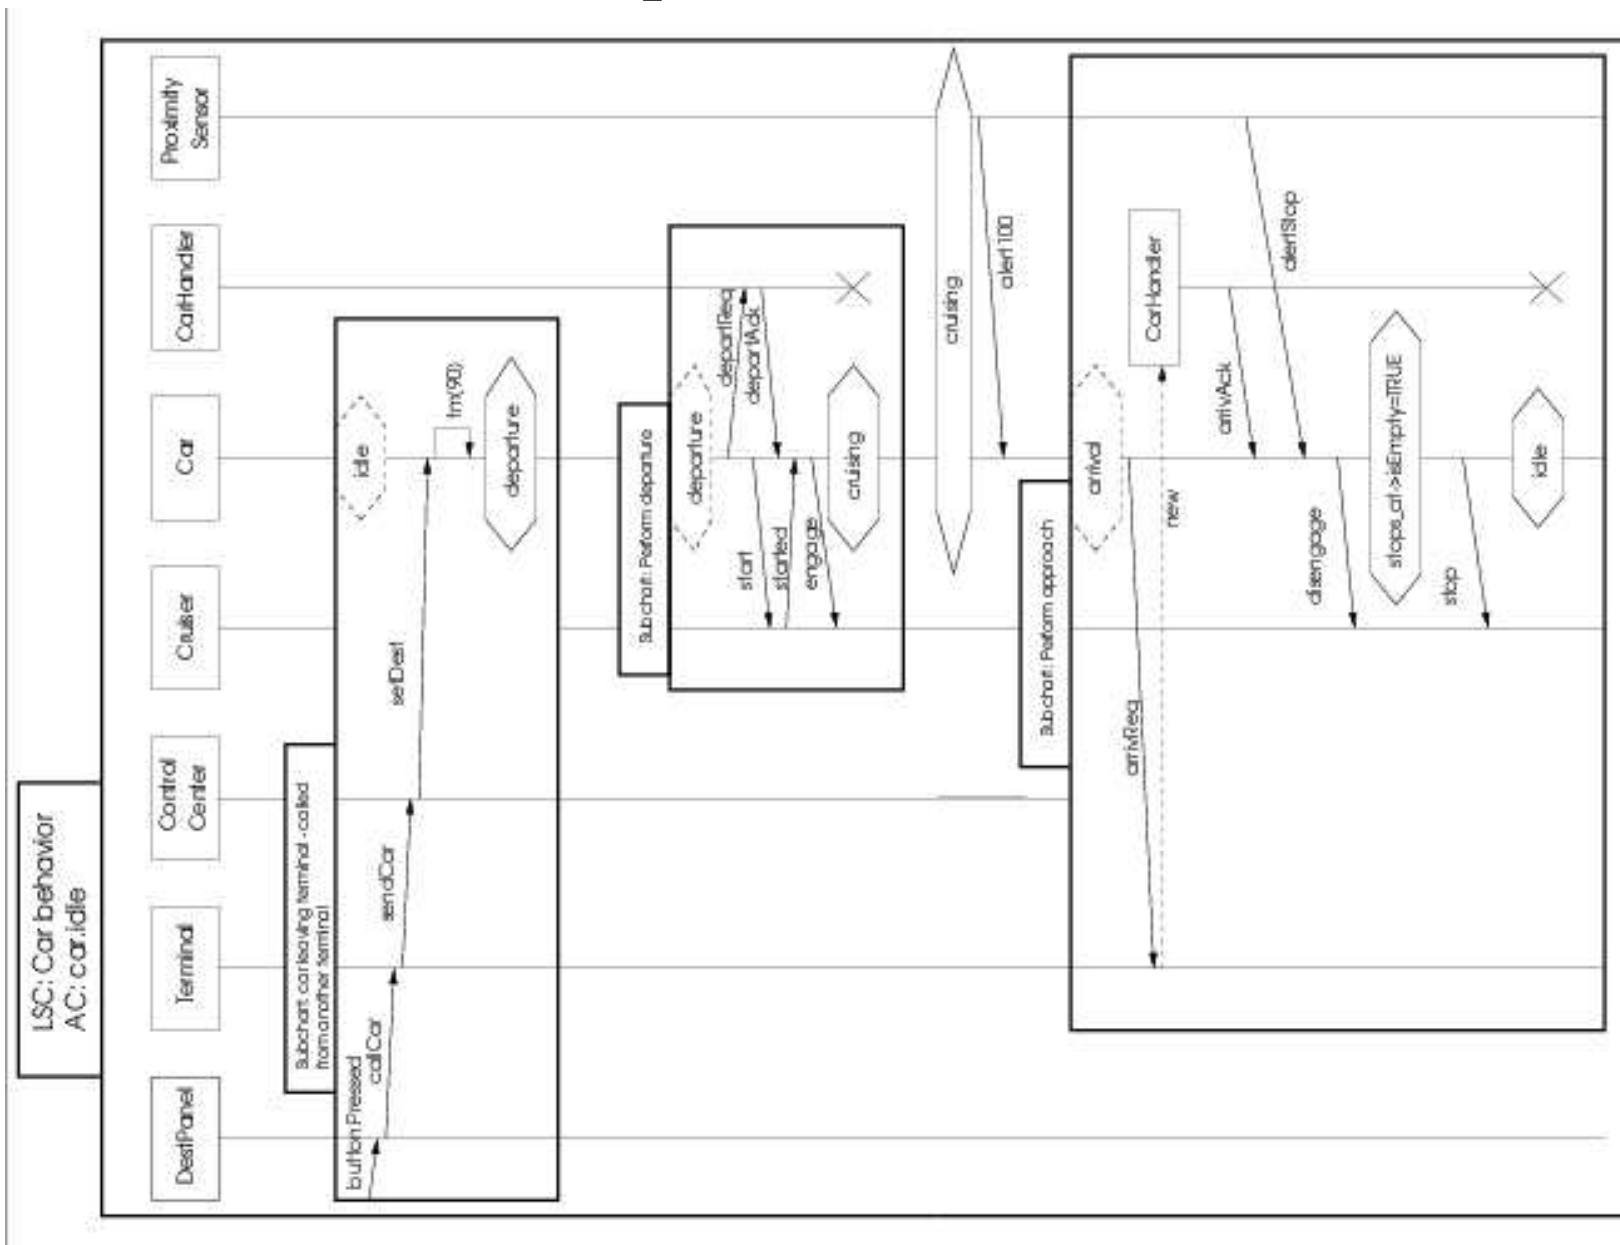 LSC: Car behavior
AC: car.idle
DestPanel
Terminal
Control
Center
Cruiser
Car
CarHandler
Proximity
Sensor
Subchart: car leaving terminal - called
from another terminal
button Pressed
callCar
sendCar
setDest
idle
tm(90)
departure
Subchart: Perform departure
departure
departReq
departAck
start
started
engage
cruising
cruising
alert100
Subchart: Perform approach
arrival
arrivReq
new
CarHandler
arrivAck
alertStop
disengage
stops_at->isEmpty=TRUE
stop
idle